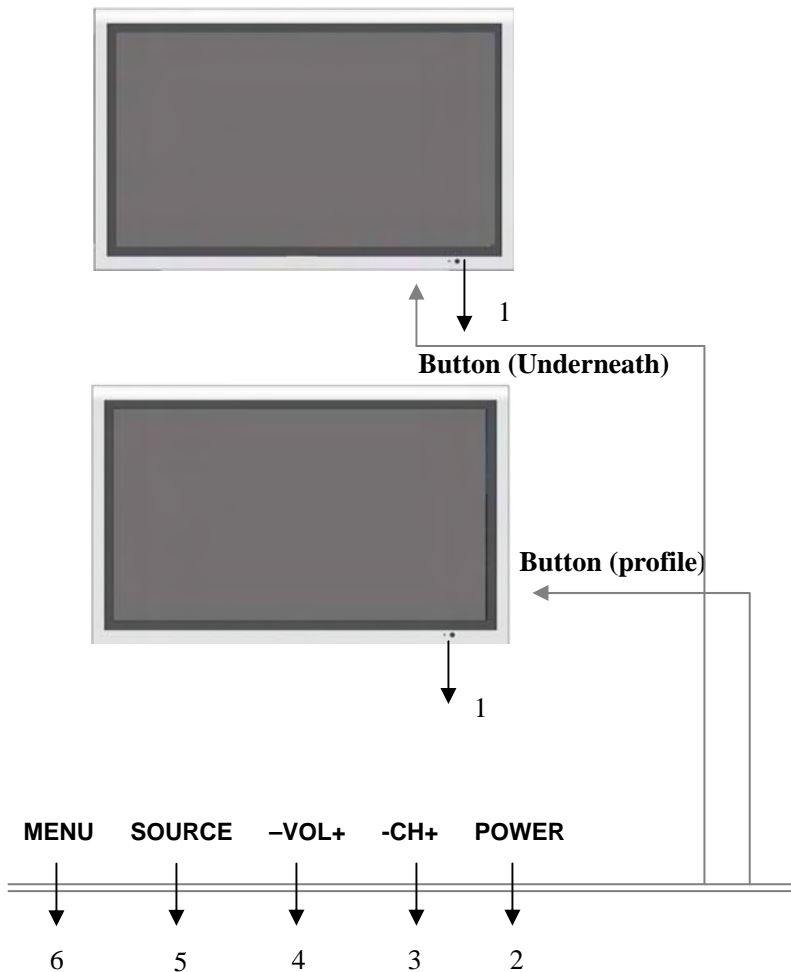 1
Button (Underneath)
Button (profile)
1
MENU SOURCE –VOL+ -CH+ POWER
6 5 4 3 2